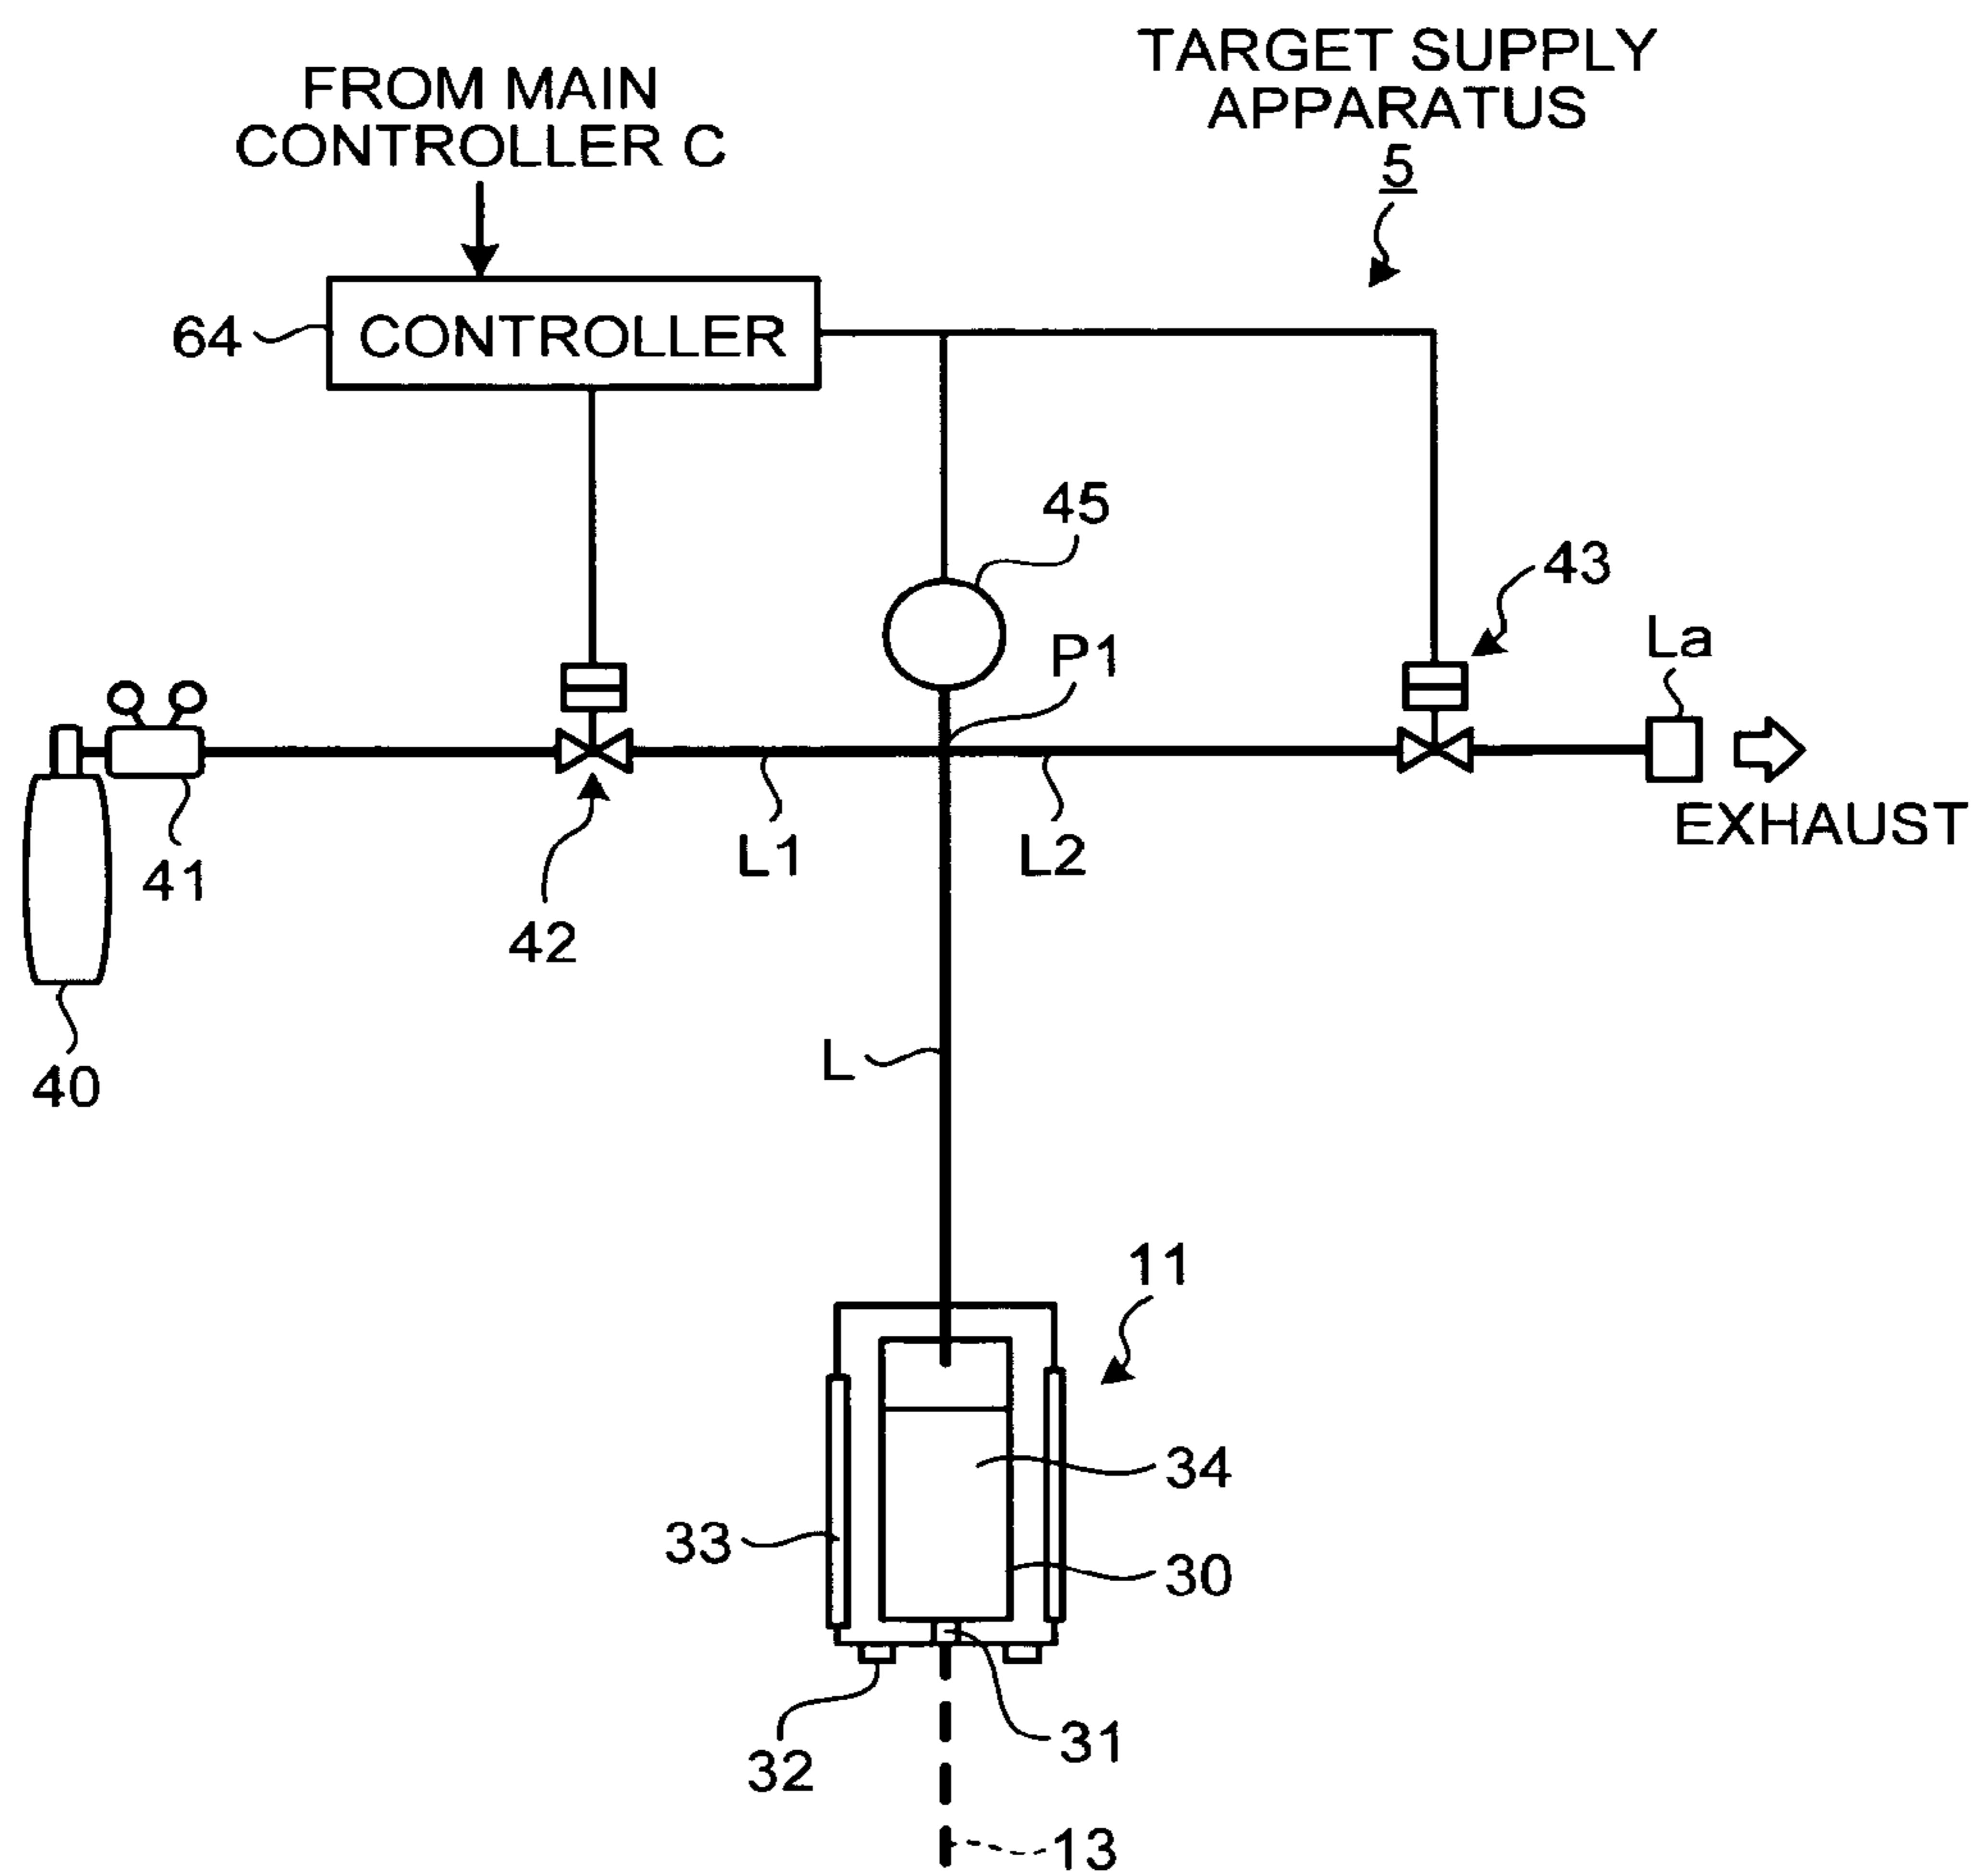 TARGET SUPPLY
APPARATUS
5
FROM MAIN
CONTROLLER C
64
CONTROLLER
45
43
P1
La
41
L1
L2
EXHAUST
42
40
L
11
34
33
30
31
32
13